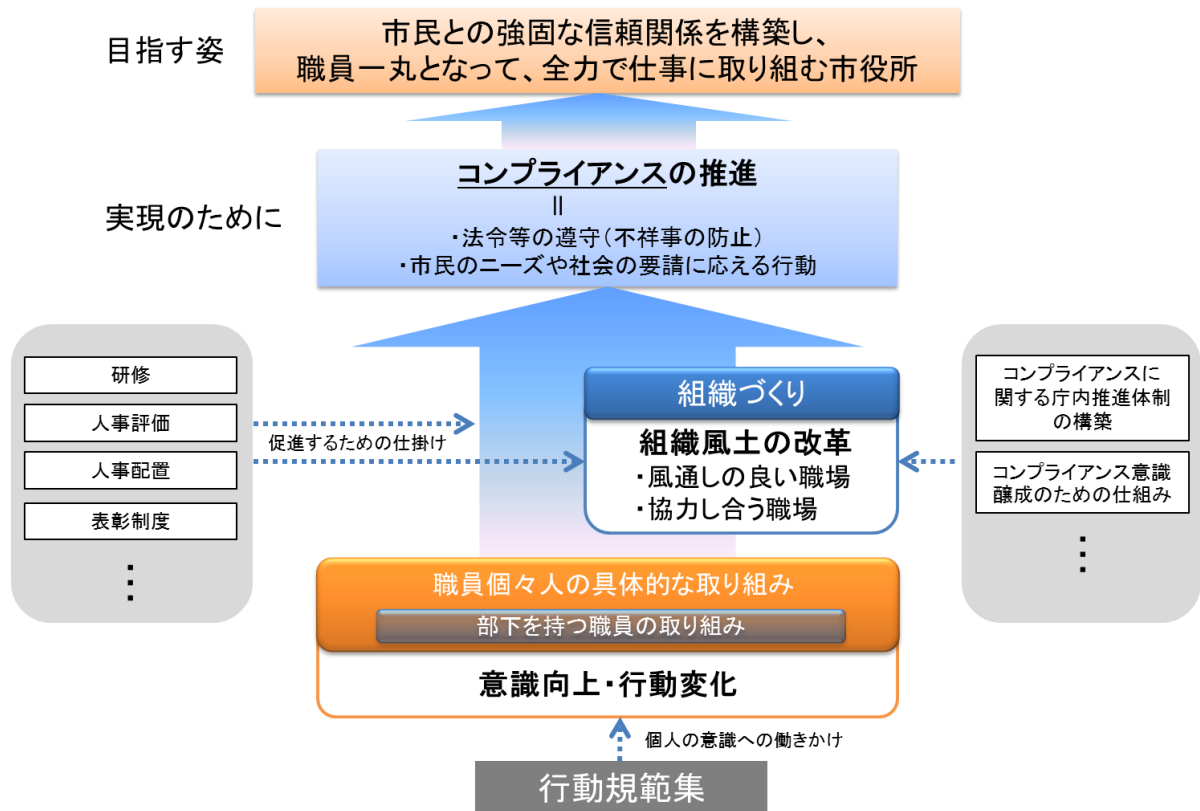 目指す姿
市民との強固な信頼関係を構築し、
職員一丸となって、全力で仕事に取り組む市役所
実現のために
コンプライアンスの推進
||
・法令等の遵守(不祥事の防止)
・市民のニーズや社会の要請に応える行動
研修
人事評価
人事配置
表彰制度
⋮
促進するための仕掛け
組織づくり
組織風土の改革
・風通しの良い職場
・協力し合う職場
コンプライアンスに
関する庁内推進体制
の構築
コンプライアンス意識
醸成のための仕組み
⋮
職員個々人の具体的な取り組み
部下を持つ職員の取り組み
意識向上・行動変化
個人の意識への働きかけ
行動規範集